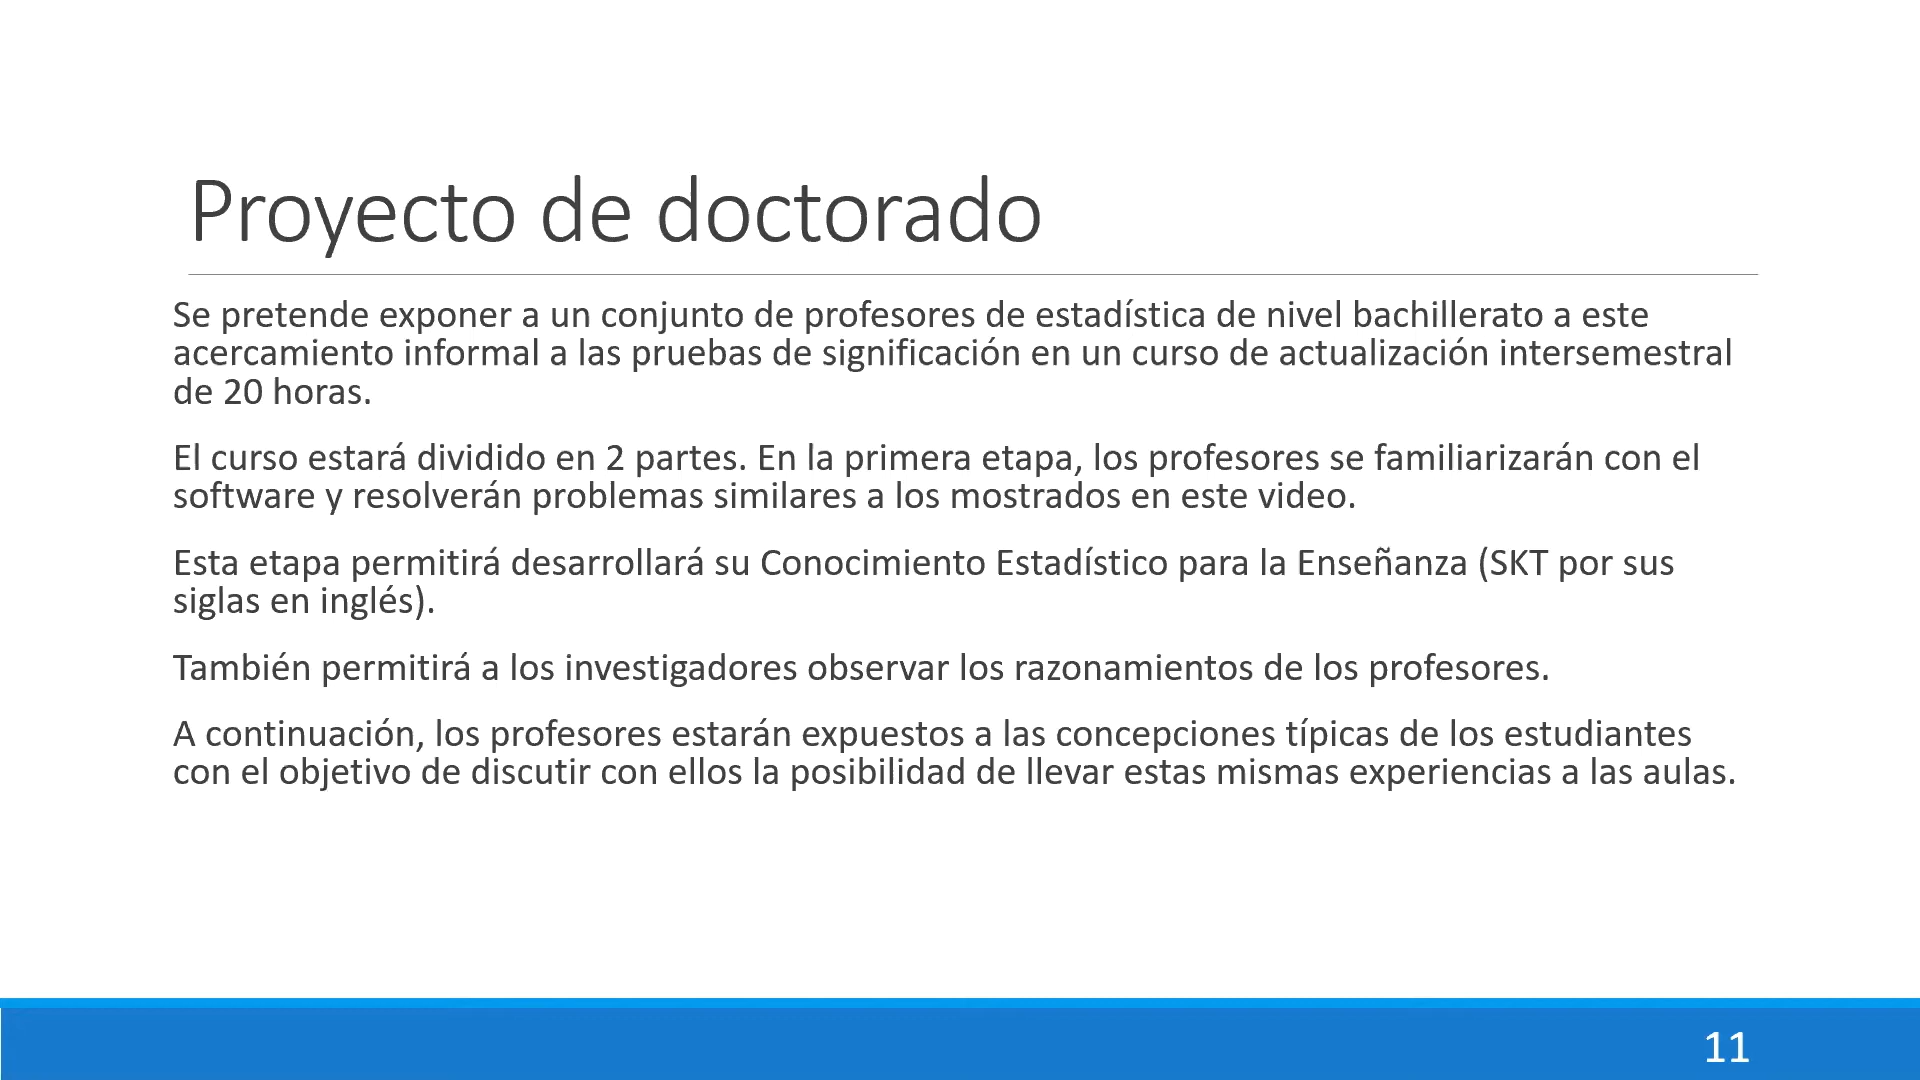 Proyecto de doctorado
Se pretende exponer a un conjunto de profesores de estadística de nivel bachillerato a este
acercamiento informal a las pruebas de significación en un curso de actualización intersemestral
de 20 horas.
El curso estará dividido en 2 partes. En la primera etapa, los profesores se familiarizarán con el
software y resolverán problemas similares a los mostrados en este video.
Esta etapa permitirá desarrollará su Conocimiento Estadístico para la Enseñanza (SKT por sus
siglas en inglés).
También permitirá a los investigadores observar los razonamientos de los profesores.
A continuación, los profesores estarán expuestos a las concepciones típicas de los estudiantes
con el objetivo de discutir con ellos la posibilidad de llevar estas mismas experiencias a las aulas.
11